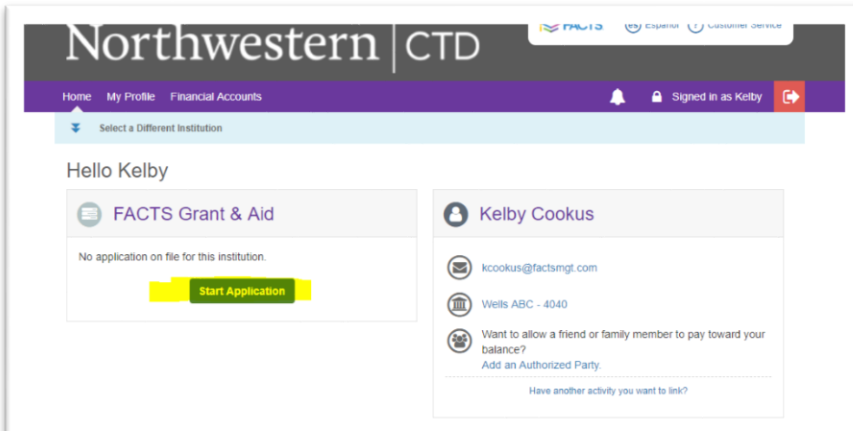 Northwestern | CTD
FACTS (es) Español (?) Customer Service
Home My Profile Financial Accounts Signed in as Kelby
Select a Different Institution
Hello Kelby
FACTS Grant & Aid
No application on file for this institution.
Start Application
Kelby Cookus
kcookus@factsmgt.com
Wells ABC - 4040
Want to allow a friend or family member to pay toward your
balance?
Add an Authorized Party.
Have another activity you want to link?